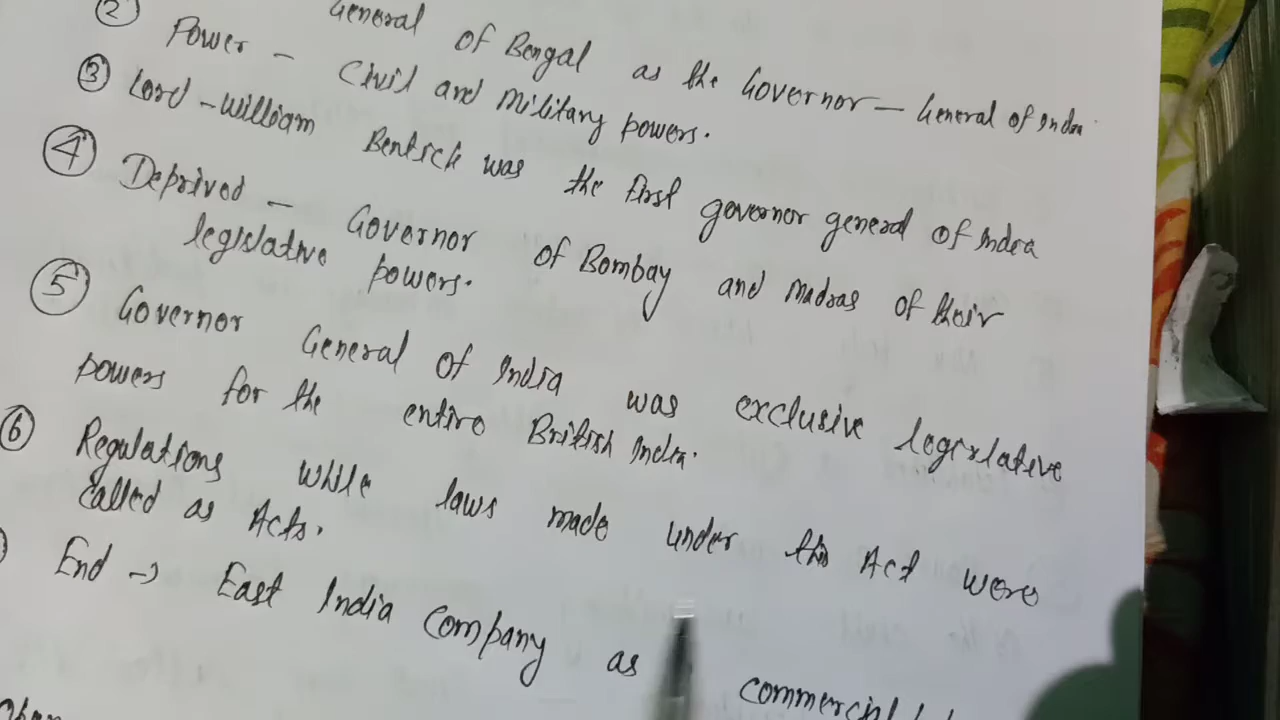 ② General of Bengal as the Governor — General of India.
Power — Civil and Military powers.
③ Lord - William Bentick was the first governor general of India
④ Deprived — Governor of Bombay and Madras of their
legislative powers.
⑤ Governor General of India was exclusive legislative
powers for the entire British India.
⑥ Regulations while laws made under this Act were
called as Acts.
End → East India Company as commercial